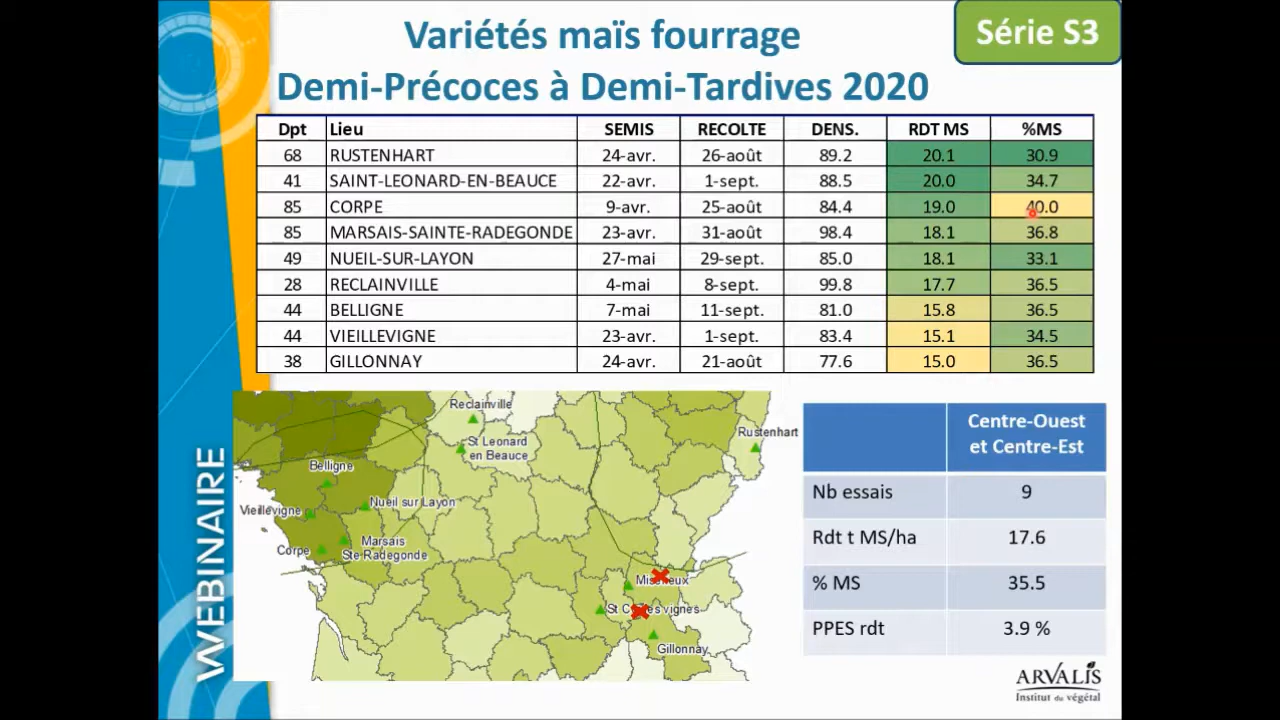 Variétés maïs fourrage
Demi-Précoces à Demi-Tardives 2020
Série S3
Dpt Lieu SEMIS RECOLTE DENS. RDT MS %MS
68 RUSTENHART 24-avr. 26-août 89.2 20.1 30.9
41 SAINT-LEONARD-EN-BEAUCE 22-avr. 1-sept. 88.5 20.0 34.7
85 CORPE 9-avr. 25-août 84.4 19.0 40.0
85 MARSAIS-SAINTE-RADEGONDE 23-avr. 31-août 98.4 18.1 36.8
49 NUEIL-SUR-LAYON 27-mai 29-sept. 85.0 18.1 33.1
28 RECLAINVILLE 4-mai 8-sept. 99.8 17.7 36.5
44 BELLIGNE 7-mai 11-sept. 81.0 15.8 36.5
44 VIEILLEVIGNE 23-avr. 1-sept. 83.4 15.1 34.5
38 GILLONNAY 24-avr. 21-août 77.6 15.0 36.5
Reclainville
Rustenhart
St Leonard
en Beauce
Belligne
Nueil sur Layon
Vieillevigne
Marsais
Ste Radegonde
Corpe
Gillonnay
Centre-Ouest
et Centre-Est
Nb essais 9
Rdt t MS/ha 17.6
% MS 35.5
PPES rdt 3.9 %
WEBINAIRE
ARVALIS
Institut du végétal